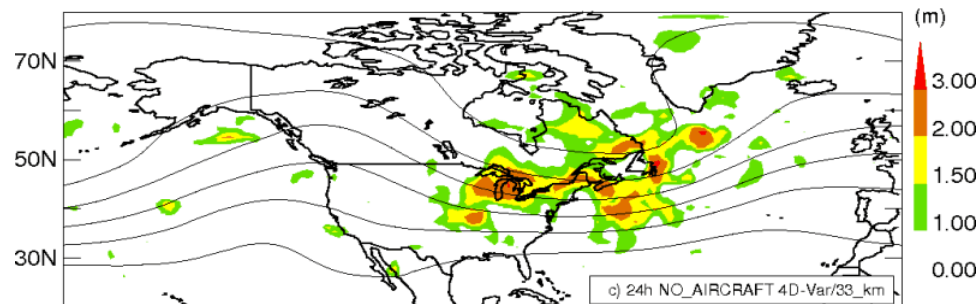 (m)
70N
50N
30N
3.00
2.00
1.50
1.00
0.00
c) 24h NO_AIRCRAFT 4D-Var/33_km